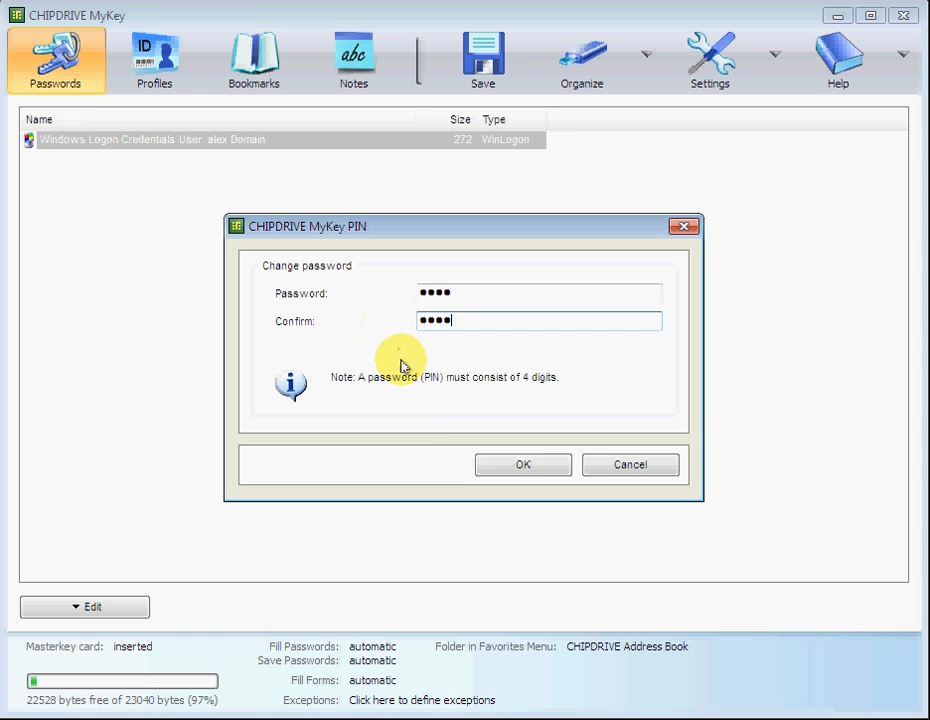 CHIPDRIVE MyKey
Passwords
ID
Profiles
Bookmarks
abc
Notes
Save
Organize
Settings
Help
Name Size Type
Windows Logon Credentials User alex Domain 272 WinLogon
CHIPDRIVE MyKey PIN
Change password
Password: ●●●●
Confirm: ●●●●
Note: A password (PIN) must consist of 4 digits.
OK Cancel
Edit
Masterkey card: inserted
22528 bytes free of 23040 bytes (97%)
Fill Passwords: automatic
Save Passwords: automatic
Fill Forms: automatic
Exceptions: Click here to define exceptions
Folder in Favorites Menu: CHIPDRIVE Address Book